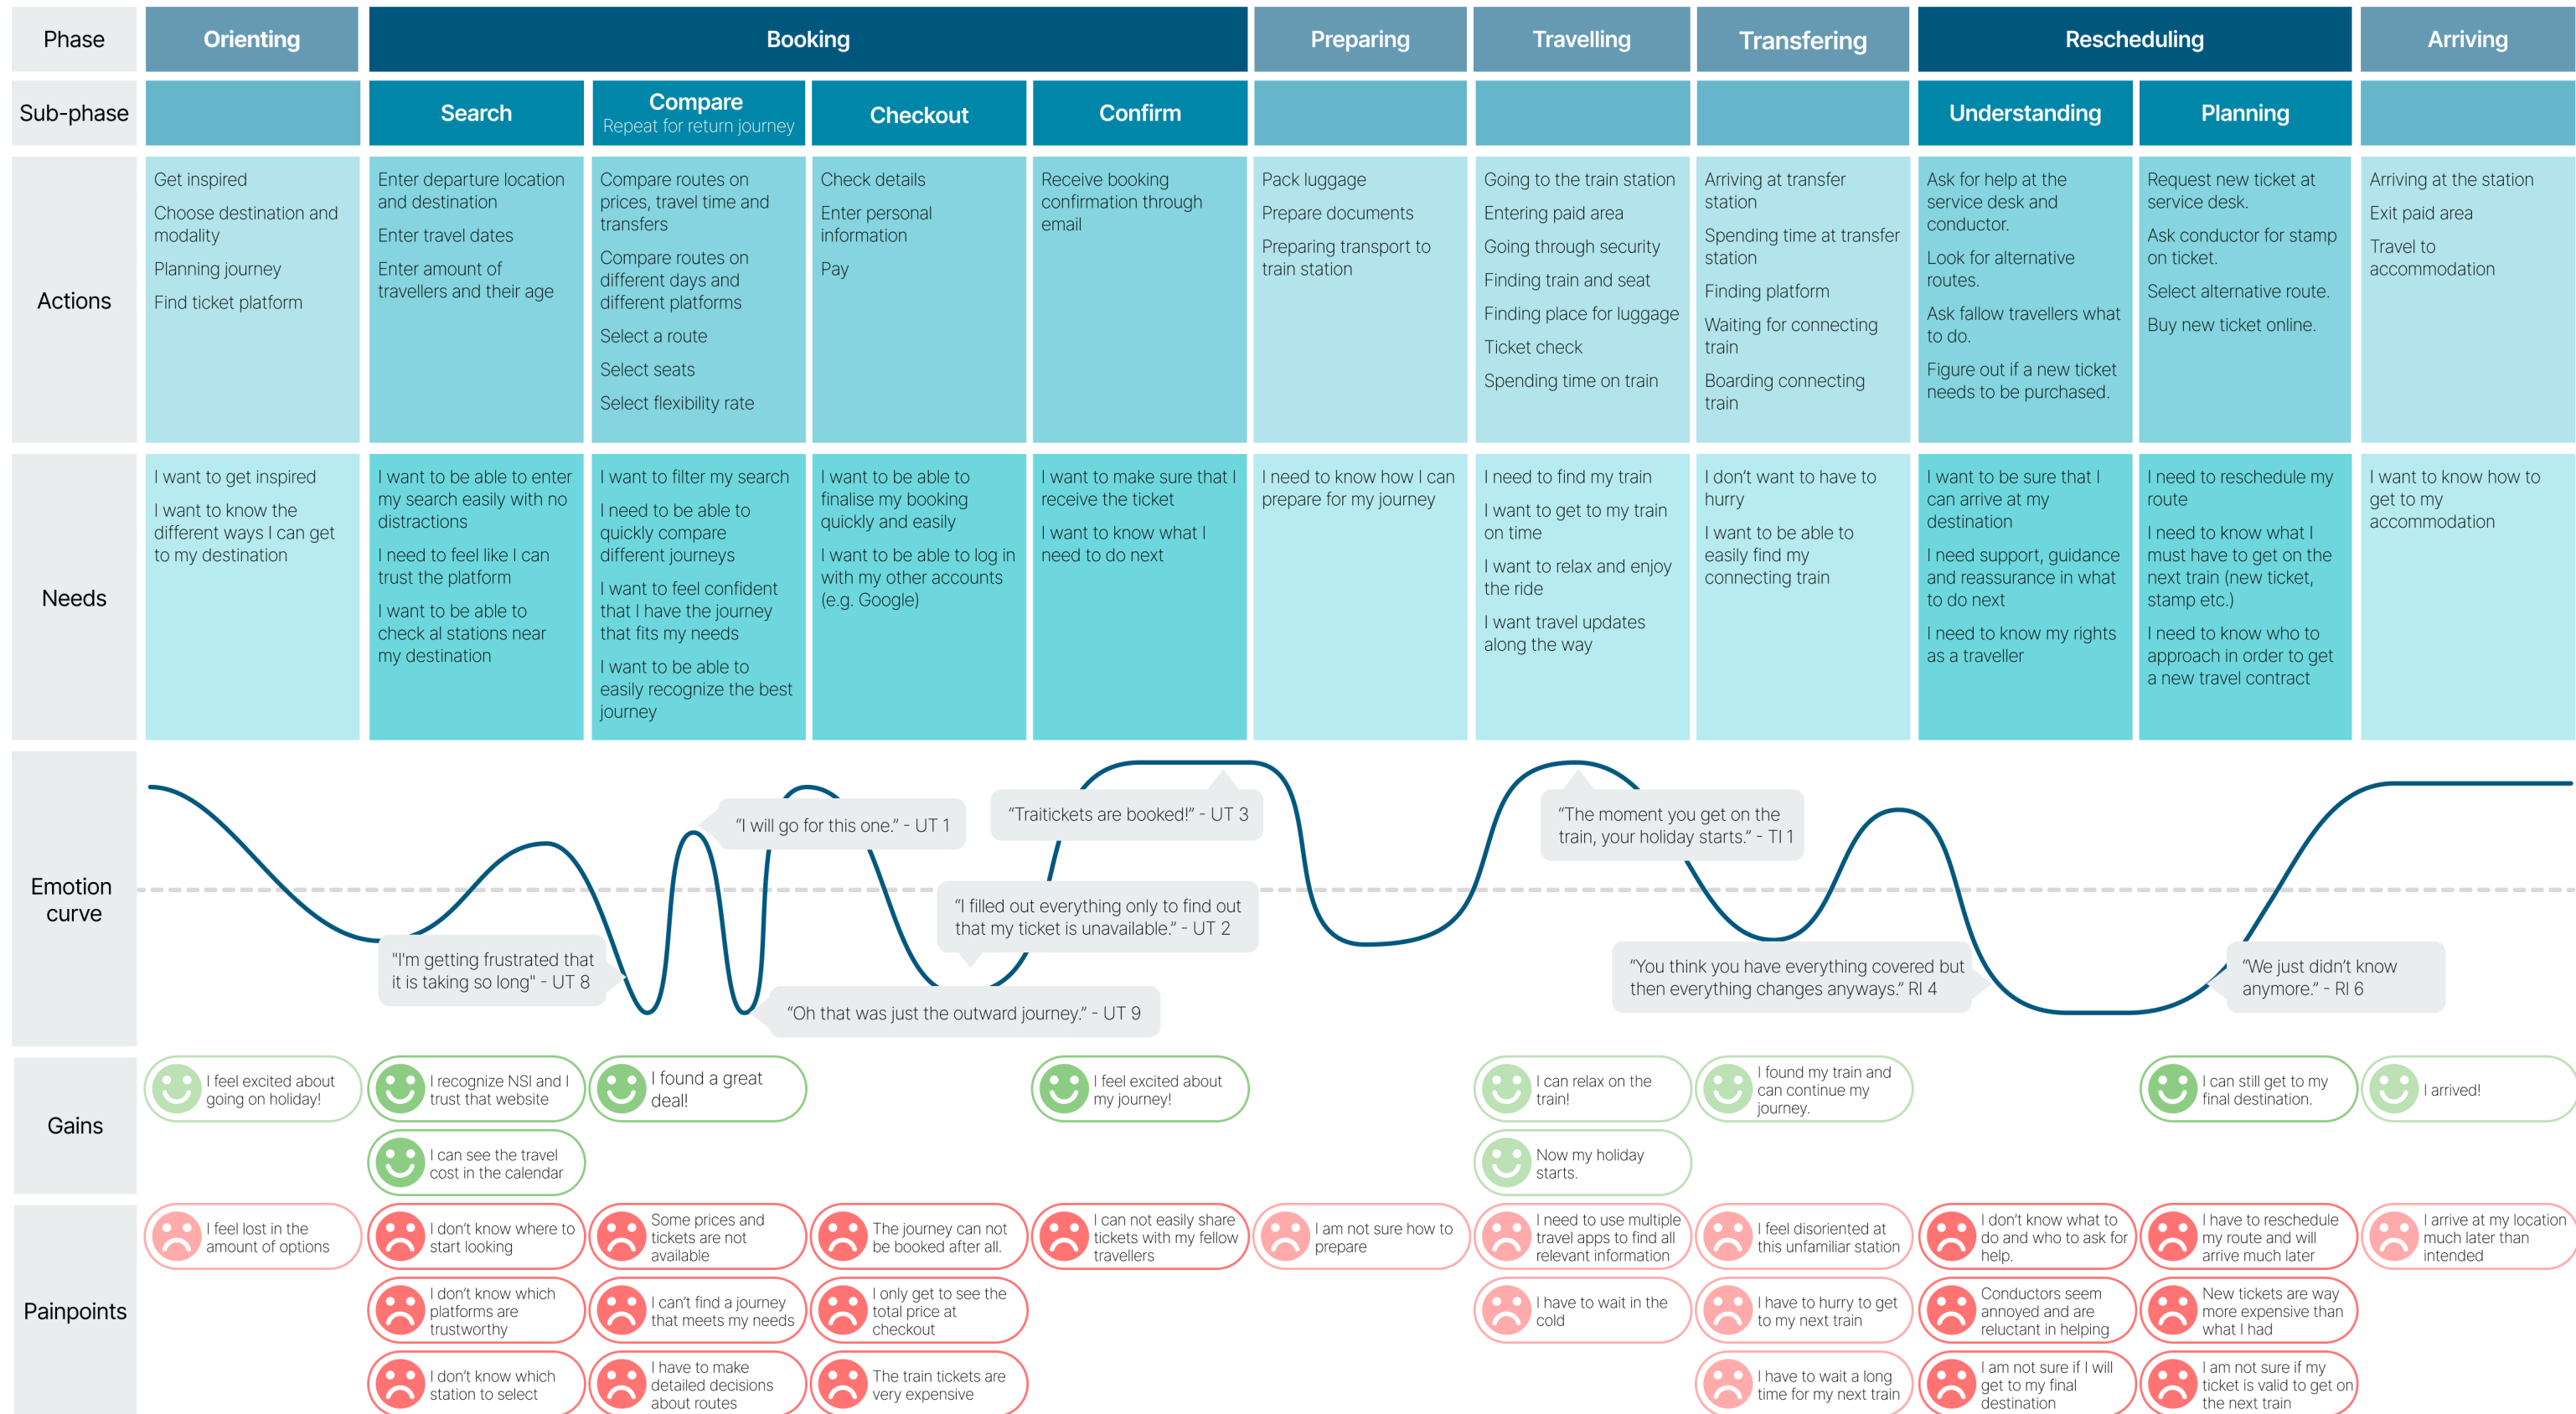 Phase
Orienting
Booking
Preparing
Travelling
Transfering
Rescheduling
Arriving
Sub-phase
Search
Compare
Repeat for return journey
Checkout
Confirm
Understanding
Planning
Actions
Get inspired
Choose destination and
modality
Planning journey
Find ticket platform
Enter departure location
and destination
Enter travel dates
Enter amount of
travellers and their age
Compare routes on
prices, travel time and
transfers
Compare routes on
different days and
different platforms
Select a route
Select seats
Select flexibility rate
Check details
Enter personal
information
Pay
Receive booking
confirmation through
email
Pack luggage
Prepare documents
Preparing transport to
train station
Going to the train station
Entering paid area
Going through security
Finding train and seat
Finding place for luggage
Ticket check
Spending time on train
Arriving at transfer
station
Spending time at transfer
station
Finding platform
Waiting for connecting
train
Boarding connecting
train
Ask for help at the
service desk and
conductor.
Look for alternative
routes.
Ask fallow travellers what
to do.
Figure out if a new ticket
needs to be purchased.
Request new ticket at
service desk.
Ask conductor for stamp
on ticket.
Select alternative route.
Buy new ticket online.
Arriving at the station
Exit paid area
Travel to
accommodation
Needs
I want to get inspired
I want to know the
different ways I can get
to my destination
I want to be able to enter
my search easily with no
distractions
I need to feel like I can
trust the platform
I want to be able to
check al stations near
my destination
I want to filter my search
I need to be able to
quickly compare
different journeys
I want to feel confident
that I have the journey
that fits my needs
I want to be able to
easily recognize the best
journey
I want to be able to
finalise my booking
quickly and easily
I want to be able to log in
with my other accounts
(e.g. Google)
I want to make sure that I
receive the ticket
I want to know what I
need to do next
I need to know how I can
prepare for my journey
I need to find my train
I want to get to my train
on time
I want to relax and enjoy
the ride
I want travel updates
along the way
I don’t want to have to
hurry
I want to be able to
easily find my
connecting train
I want to be sure that I
can arrive at my
destination
I need support, guidance
and reassurance in what
to do next
I need to know my rights
as a traveller
I need to reschedule my
route
I need to know what I
must have to get on the
next train (new ticket,
stamp etc.)
I need to know who to
approach in order to get
a new travel contract
I want to know how to
get to my
accommodation
Emotion
curve
"I'm getting frustrated that
it is taking so long" - UT 8
“I will go for this one.” - UT 1
“Oh that was just the outward journey.” - UT 9
“I filled out everything only to find out
that my ticket is unavailable.” - UT 2
“Traitickets are booked!” - UT 3
“The moment you get on the
train, your holiday starts.” - TI 1
“You think you have everything covered but
then everything changes anyways.” RI 4
“We just didn’t know
anymore.” - RI 6
Gains
I feel excited about
going on holiday!
I recognize NSI and I
trust that website
I can see the travel
cost in the calendar
I found a great
deal!
I feel excited about
my journey!
I can relax on the
train!
Now my holiday
starts.
I found my train and
can continue my
journey.
I can still get to my
final destination.
I arrived!
Painpoints
I feel lost in the
amount of options
I don’t know where to
start looking
I don’t know which
platforms are
trustworthy
I don’t know which
station to select
Some prices and
tickets are not
available
I can’t find a journey
that meets my needs
I have to make
detailed decisions
about routes
The journey can not
be booked after all.
I only get to see the
total price at
checkout
The train tickets are
very expensive
I can not easily share
tickets with my fellow
travellers
I am not sure how to
prepare
I need to use multiple
travel apps to find all
relevant information
I have to wait in the
cold
I feel disoriented at
this unfamiliar station
I have to hurry to get
to my next train
I have to wait a long
time for my next train
I don’t know what to
do and who to ask for
help.
Conductors seem
annoyed and are
reluctant in helping
I am not sure if I will
get to my final
destination
I have to reschedule
my route and will
arrive much later
New tickets are way
more expensive than
what I had
I am not sure if my
ticket is valid to get on
the next train
I arrive at my location
much later than
intended